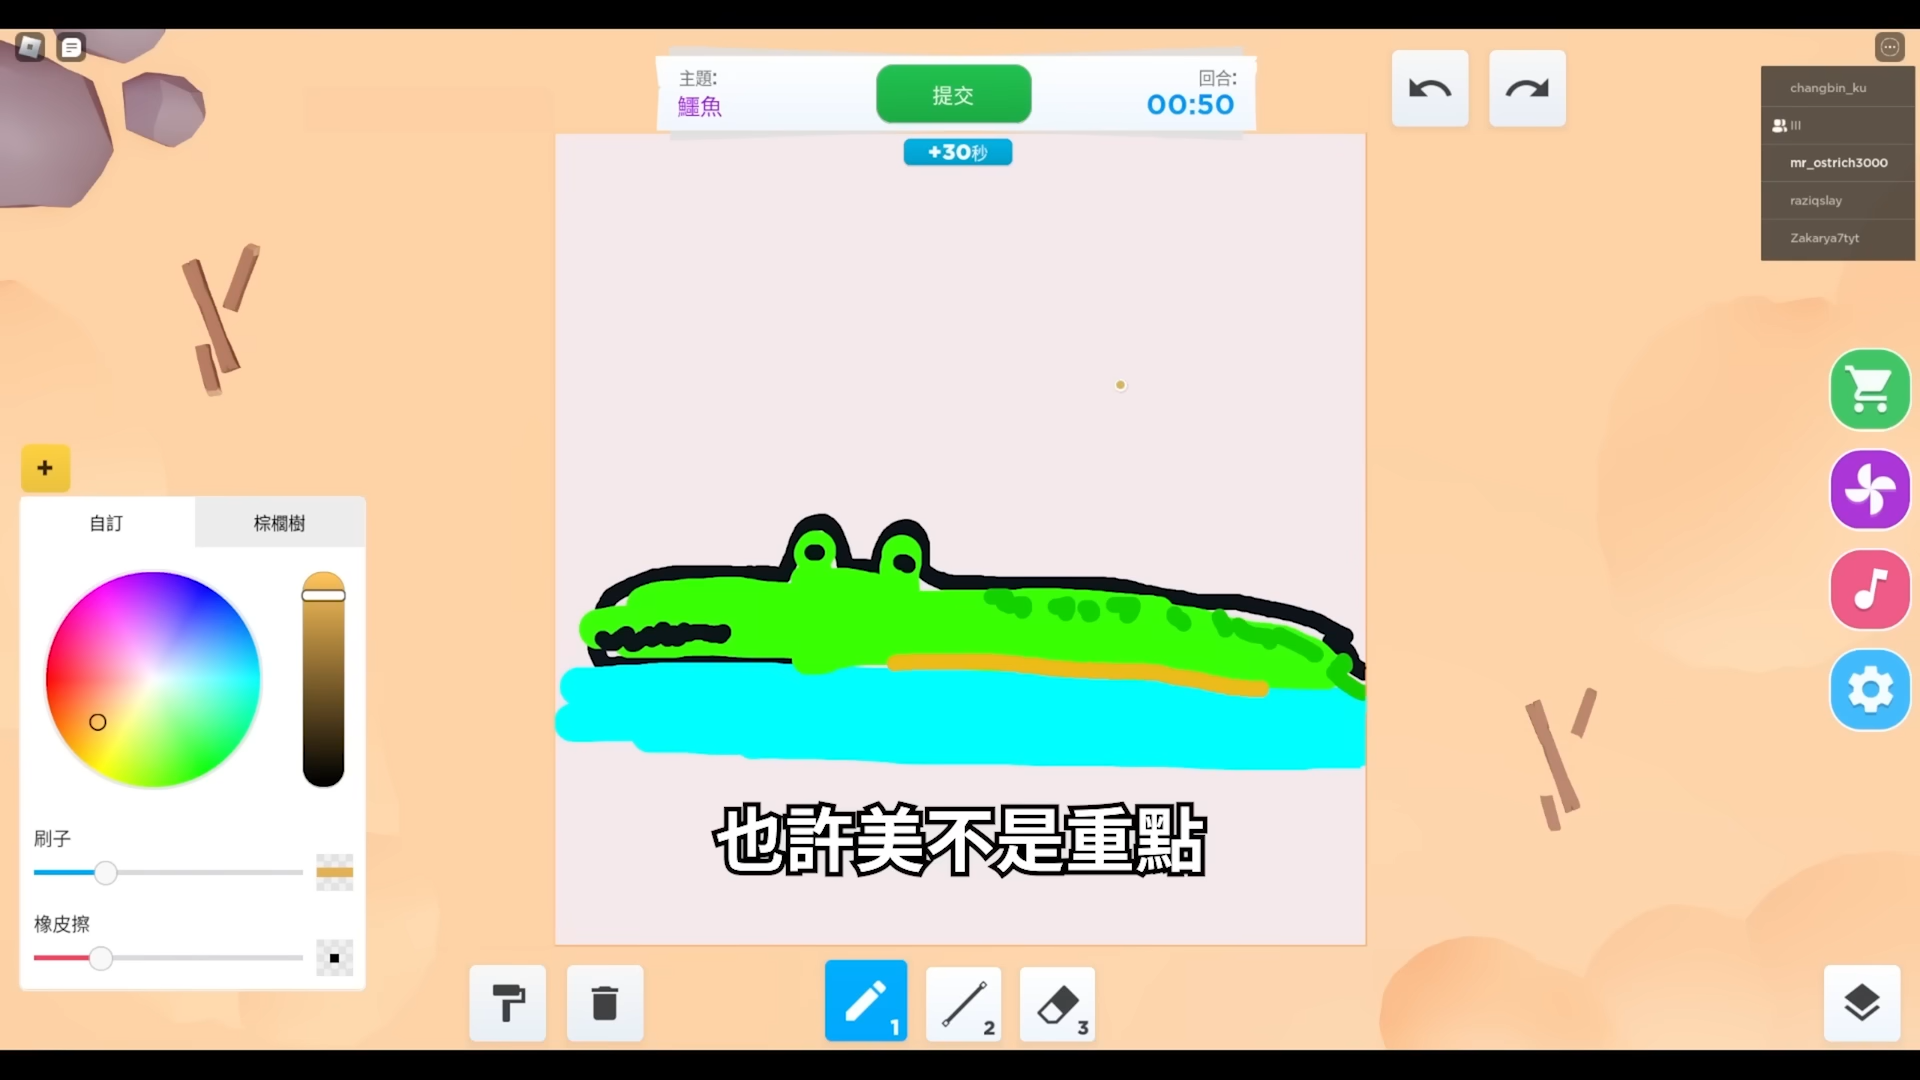 主題:
鱷魚
提交
回合:
00:50
+30秒
changbin_ku
III
mr_ostrich3000
raziqslay
Zakarya7tyt
+
自訂
棕櫚樹
刷子
橡皮擦
也許美不是重點
1
2
3